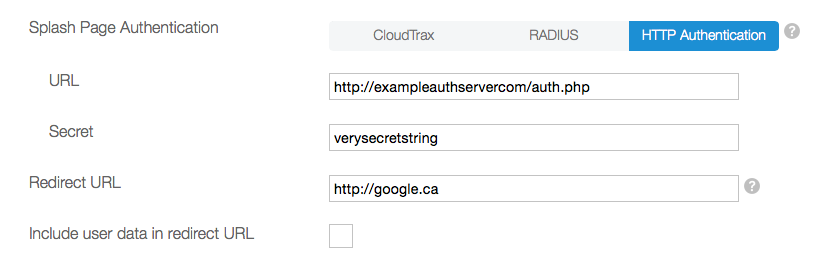 Splash Page Authentication CloudTrax RADIUS HTTP Authentication ?
URL http://exampleauthservercom/auth.php
Secret verysecretstring
Redirect URL http://google.ca ?
Include user data in redirect URL